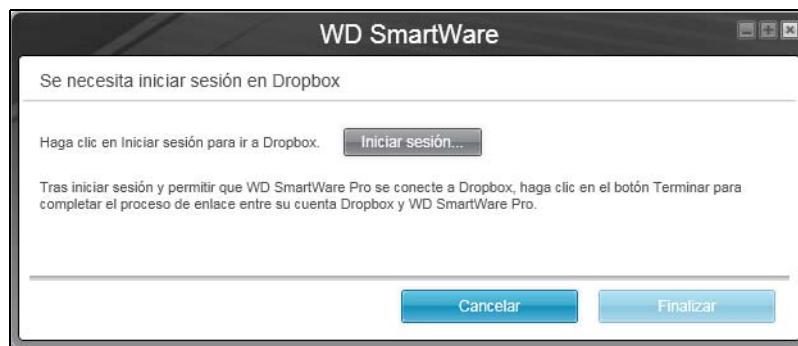 WD SmartWare
Se necesita iniciar sesión en Dropbox
Haga clic en Iniciar sesión para ir a Dropbox.
Iniciar sesión...
Tras iniciar sesión y permitir que WD SmartWare Pro se conecte a Dropbox, haga clic en el botón Terminar para
completar el proceso de enlace entre su cuenta Dropbox y WD SmartWare Pro.
Cancelar
Finalizar